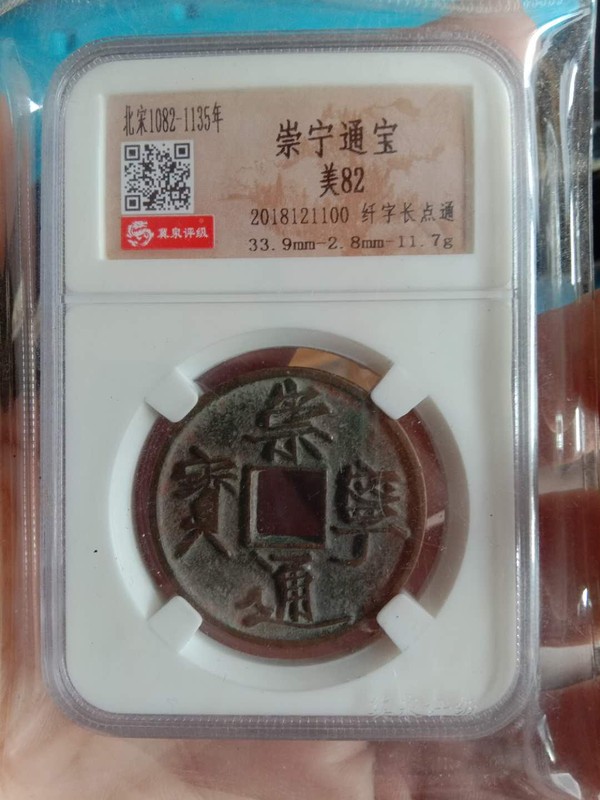 北宋1082-1135年
崇宁通宝
美82
2018121100 纤字长点通
冀泉评级
33.9mm-2.8mm-11.7g
崇
寶 寧
通